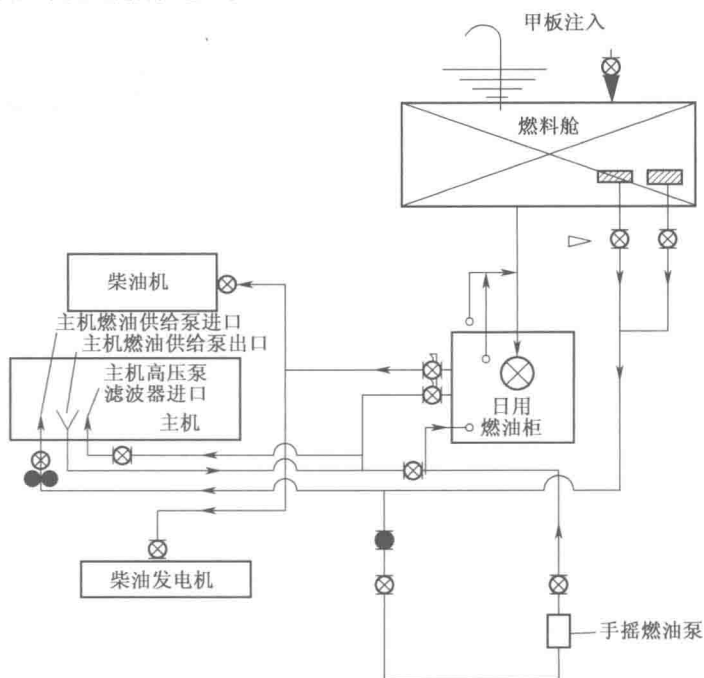 甲板注入
燃料舱
柴油机
主机燃油供给泵进口
主机燃油供给泵出口
主机高压泵
滤波器进口
主机
日用
燃油柜
柴油发电机
手摇燃油泵